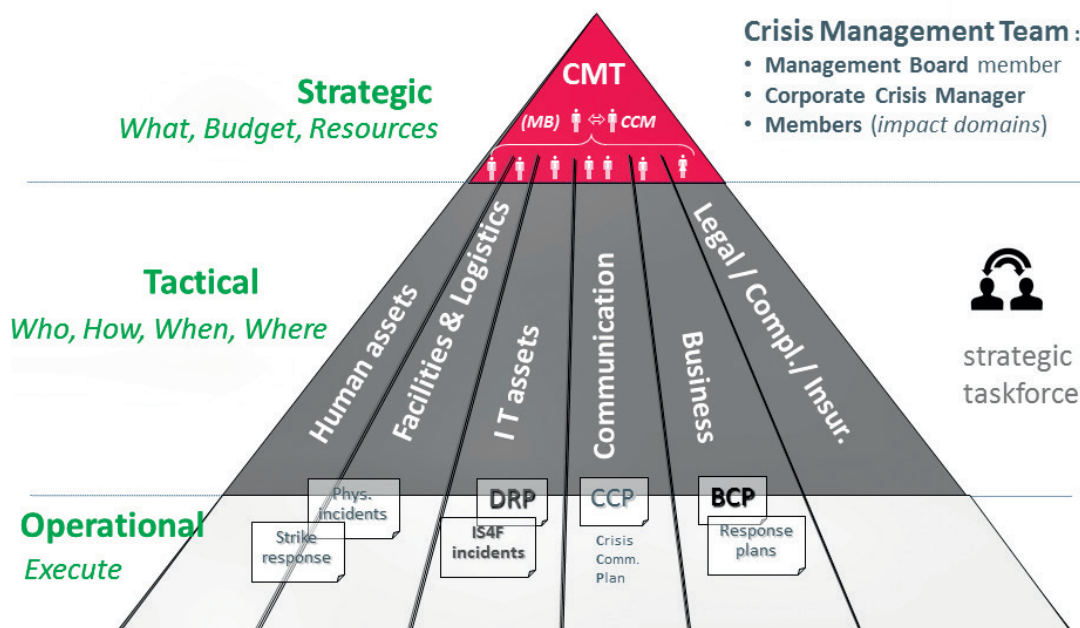 Crisis Management Team :
• Management Board member
• Corporate Crisis Manager
• Members (impact domains)
CMT
(MB) ⇔ CCM
Strategic
What, Budget, Resources
Tactical
Who, How, When, Where
Human assets
Facilities & Logistics
I T assets
Communication
Business
Legal / Compl./ Insur.
strategic
taskforce
Operational
Execute
Phys.
incidents
Strike
response
DRP
IS4F
incidents
CCP
Crisis
Comm.
Plan
BCP
Response
plans